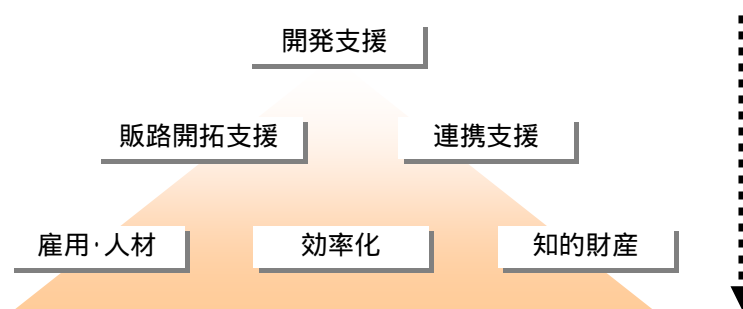 開発支援
販路開拓支援
連携支援
雇用･人材
効率化
知的財産